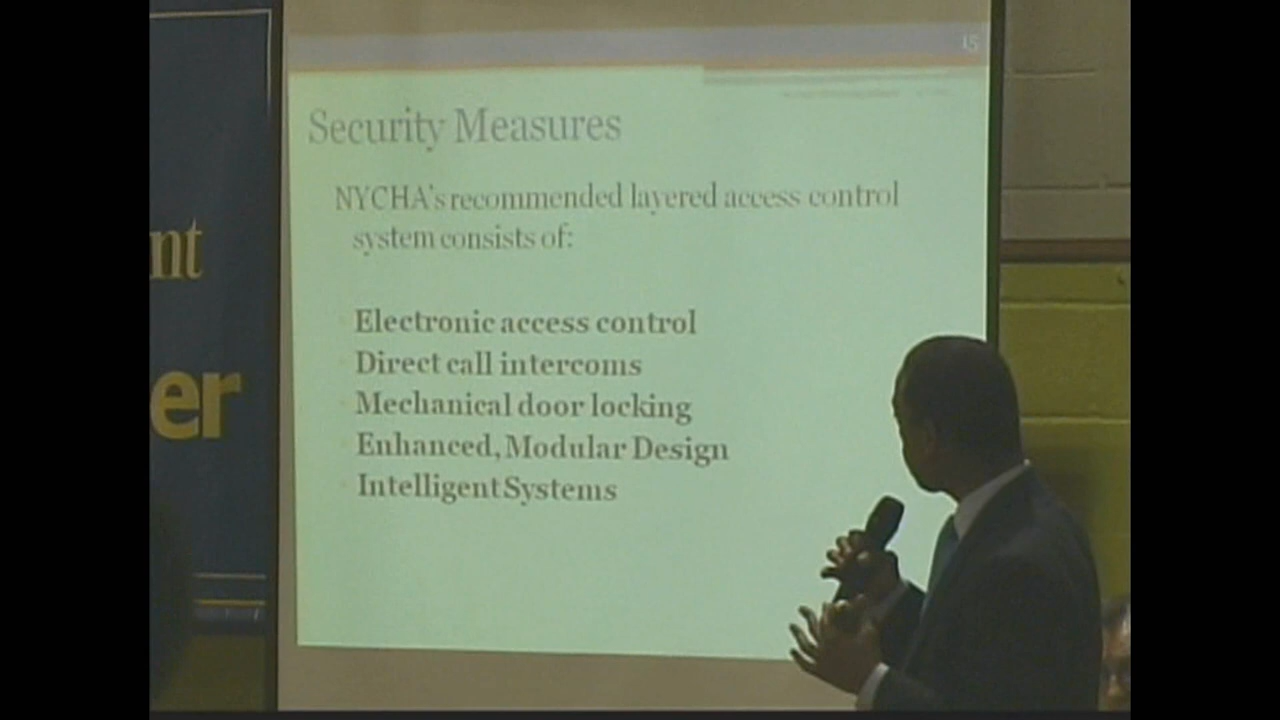 15
Security Measures
NYCHA's recommended layered access control
system consists of:
Electronic access control
Direct call intercoms
Mechanical door locking
Enhanced, Modular Design
Intelligent Systems
nt
er